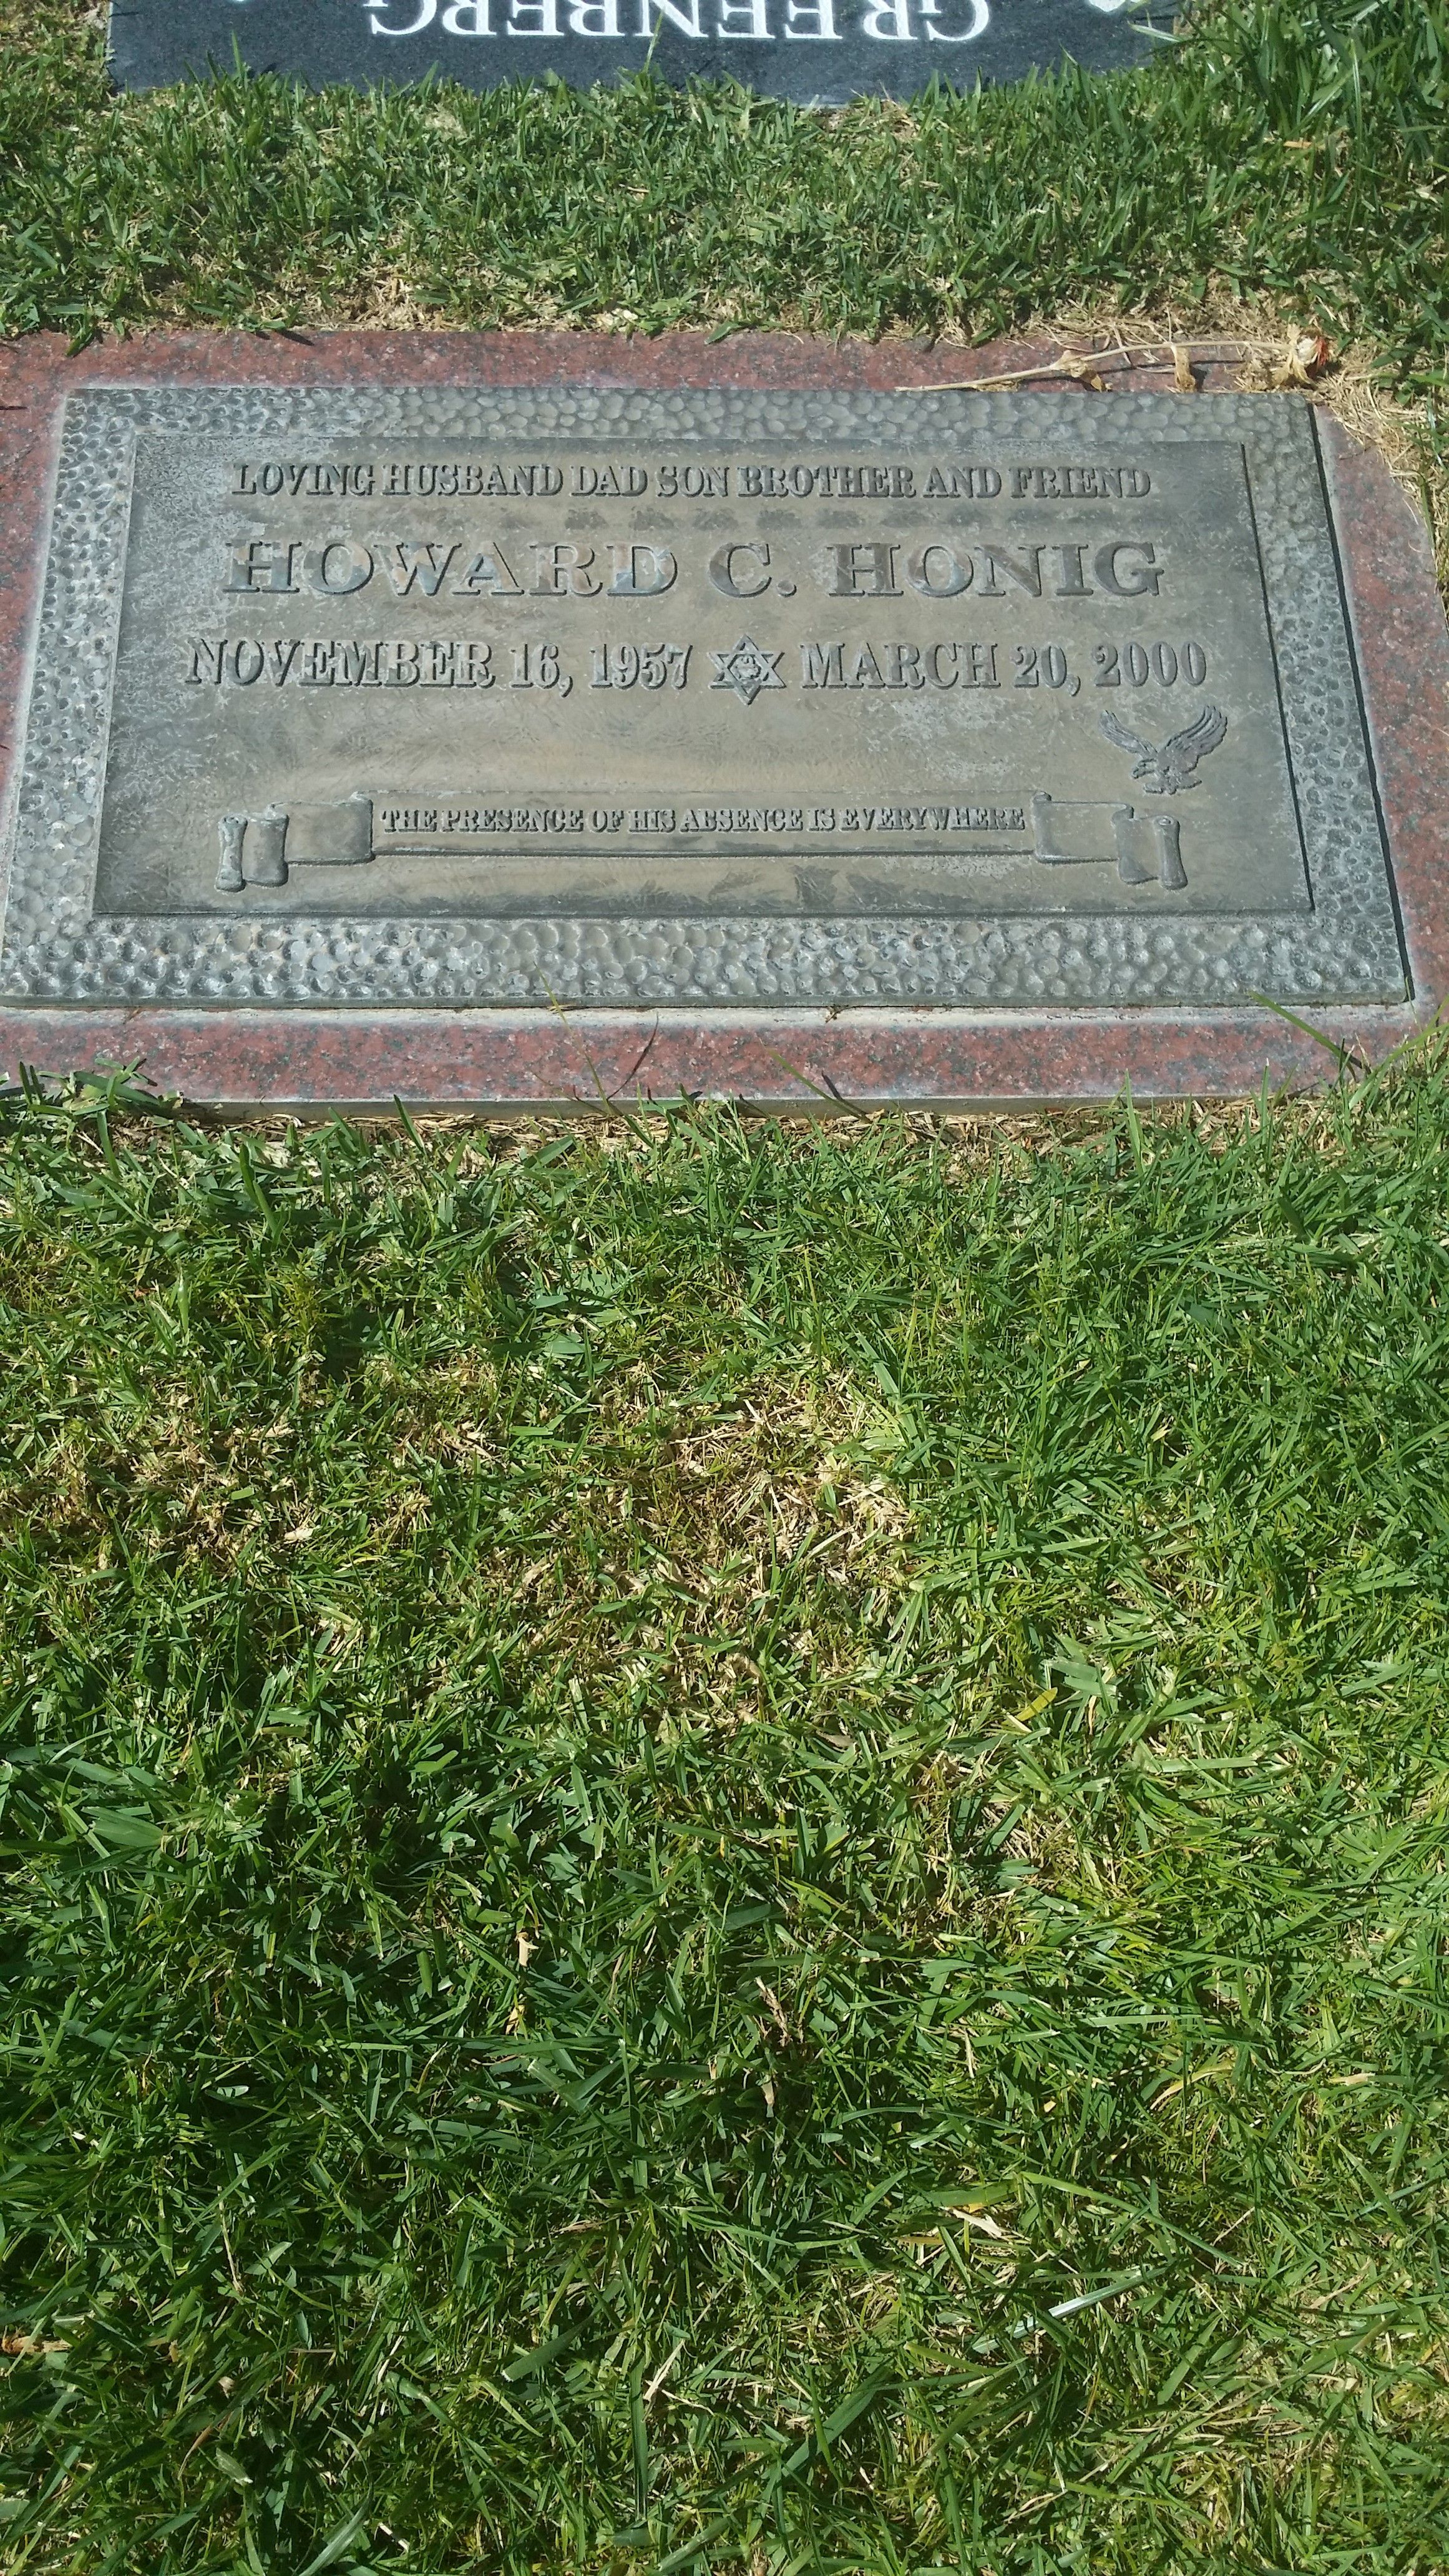 GREENBERG
LOVING HUSBAND DAD SON BROTHER AND FRIEND
HOWARD C. HONIG
NOVEMBER 16, 1957 ✡ MARCH 20, 2000
THE PRESENCE OF HIS ABSENCE IS EVERYWHERE